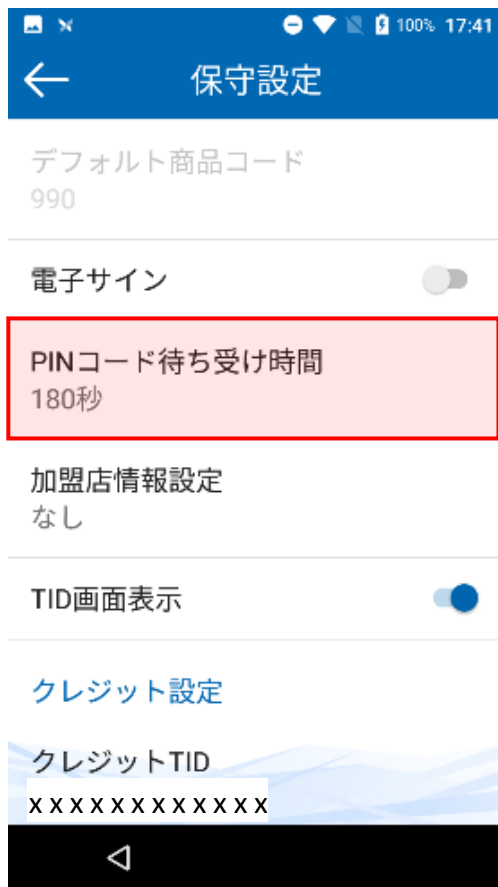 100% 17:41
保守設定
デフォルト商品コード
990
電子サイン
PINコード待ち受け時間
180秒
加盟店情報設定
なし
TID画面表示
クレジット設定
クレジットTID
xxxxxxxxxxxx